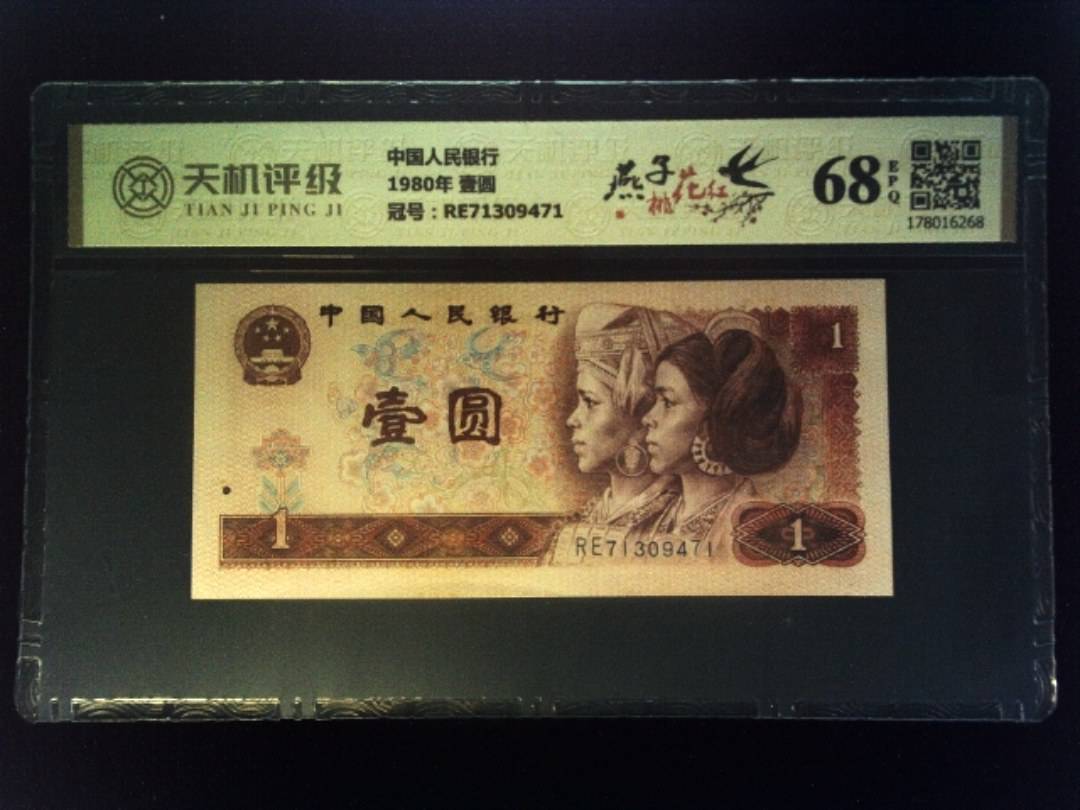 天机评级
TIAN JI PING JI
中国人民银行
1980年 壹圆
冠号：RE71309471
燕子桃花红
68
EPQ
178016268
中国人民银行
1
壹圆
1
RE71309471
1